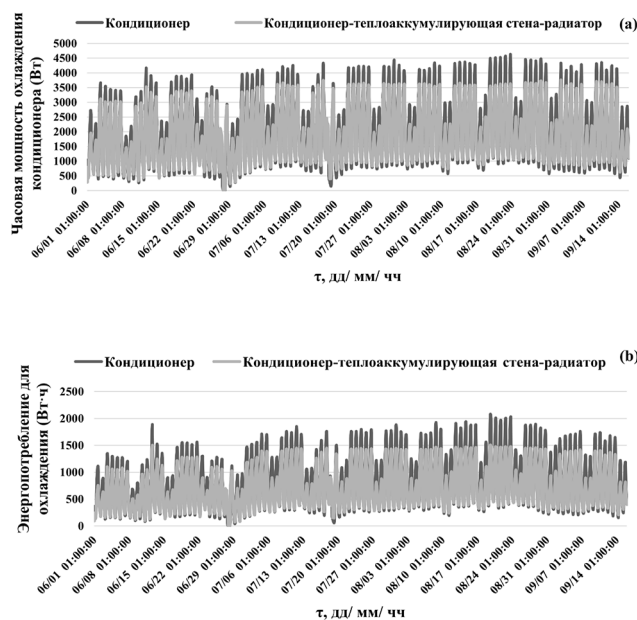 Кондиционер Кондиционер-теплоаккумулирующая стена-радиатор (a)
Часовая мощность охлаждения
кондиционера (Вт)
5000
4500
4000
3500
3000
2500
2000
1500
1000
500
0
06/01 01:00:00 06/08 01:00:00 06/15 01:00:00 06/22 01:00:00 06/29 01:00:00 07/06 01:00:00 07/13 01:00:00 07/20 01:00:00 07/27 01:00:00 08/03 01:00:00 08/10 01:00:00 08/17 01:00:00 08/24 01:00:00 08/31 01:00:00 09/07 01:00:00 09/14 01:00:00
τ, дд/ мм/ чч
Кондиционер Кондиционер-теплоаккумулирующая стена-радиатор (b)
Энергопотребление для
охлаждения (Вт·ч)
2500
2000
1500
1000
500
0
06/01 01:00:00 06/08 01:00:00 06/15 01:00:00 06/22 01:00:00 06/29 01:00:00 07/06 01:00:00 07/13 01:00:00 07/20 01:00:00 07/27 01:00:00 08/03 01:00:00 08/10 01:00:00 08/17 01:00:00 08/24 01:00:00 08/31 01:00:00 09/07 01:00:00 09/14 01:00:00
τ, дд/ мм/ чч